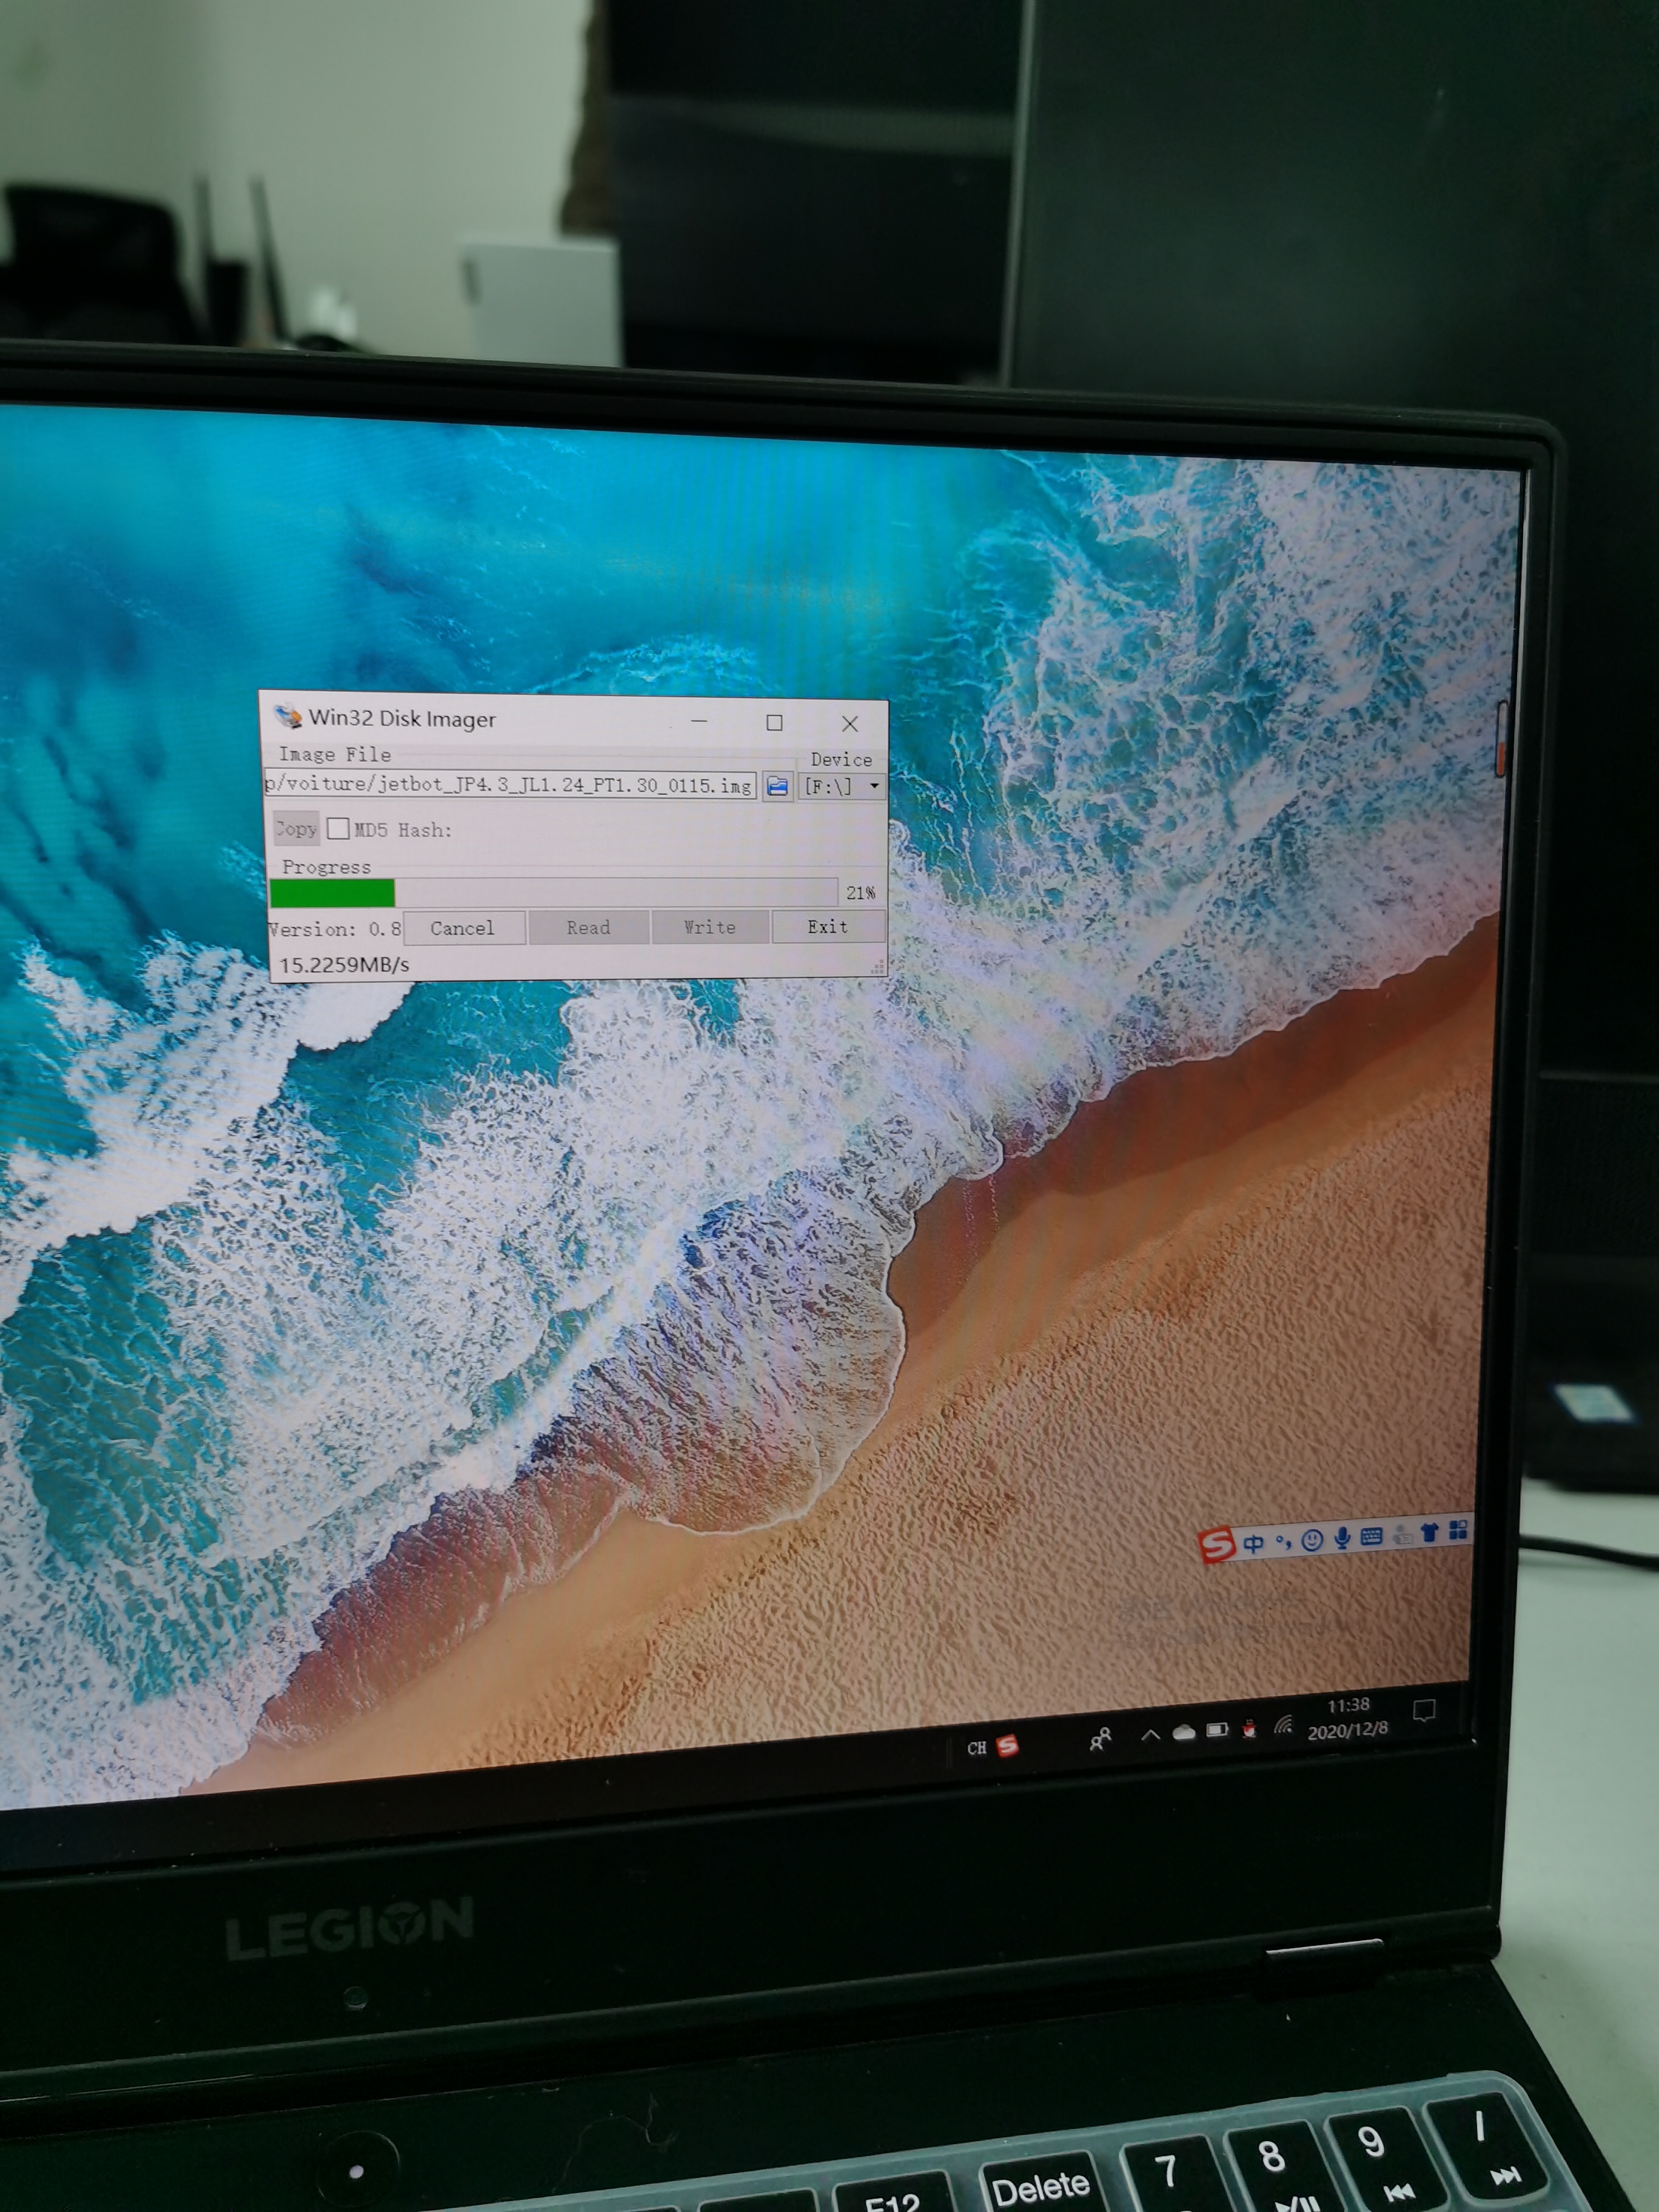 Win32 Disk Imager
Image File
Device
p/voiture/jetbot_JP4.3_JL1.24_PT1.30_0115.img
[F:\]
Copy
MD5 Hash:
Progress
21%
Version: 0.8
Cancel
Read
Write
Exit
15.2259MB/s
S 中
CH S
11:38
2020/12/8
LEGION
F12
Delete
7
8
9
/